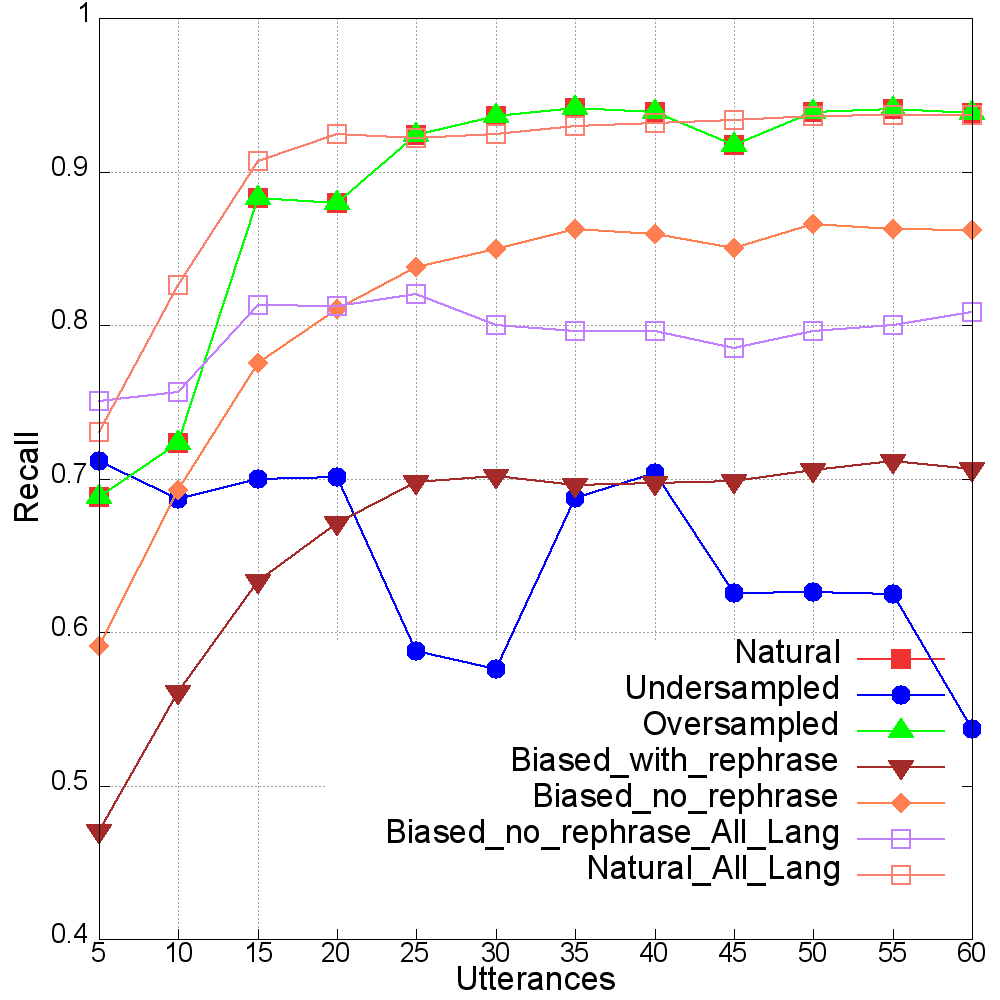 1
0.9
0.8
0.7
0.6
0.5
0.4
Recall
Natural
Undersampled
Oversampled
Biased_with_rephrase
Biased_no_rephrase
Biased_no_rephrase_All_Lang
Natural_All_Lang
5 10 15 20 25 30 35 40 45 50 55 60
Utterances